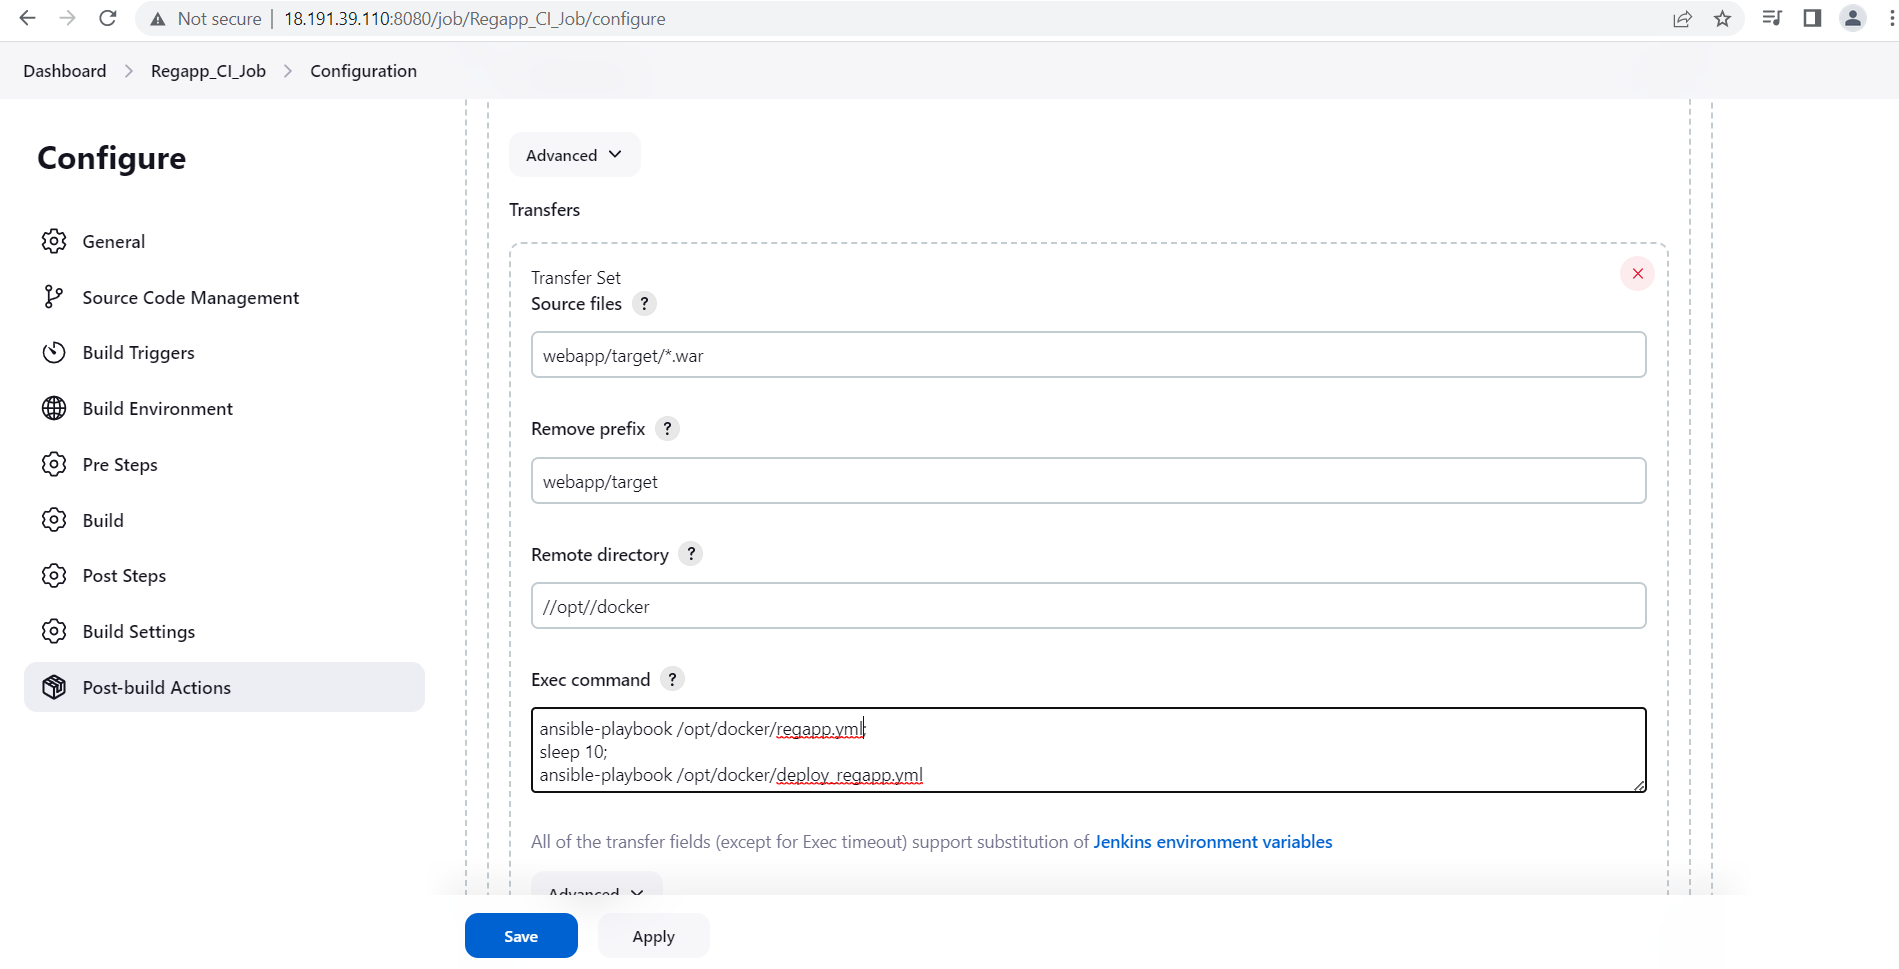 Not secure | 18.191.39.110:8080/job/Regapp_CI_Job/configure
Dashboard > Regapp_CI_Job > Configuration
Configure
General
Source Code Management
Build Triggers
Build Environment
Pre Steps
Build
Post Steps
Build Settings
Post-build Actions
Advanced
Transfers
Transfer Set
Source files ?
webapp/target/*.war
Remove prefix ?
webapp/target
Remote directory ?
//opt//docker
Exec command ?
ansible-playbook /opt/docker/regapp.yml;
sleep 10;
ansible-playbook /opt/docker/deploy_regapp.yml
All of the transfer fields (except for Exec timeout) support substitution of Jenkins environment variables
Advanced
Save
Apply